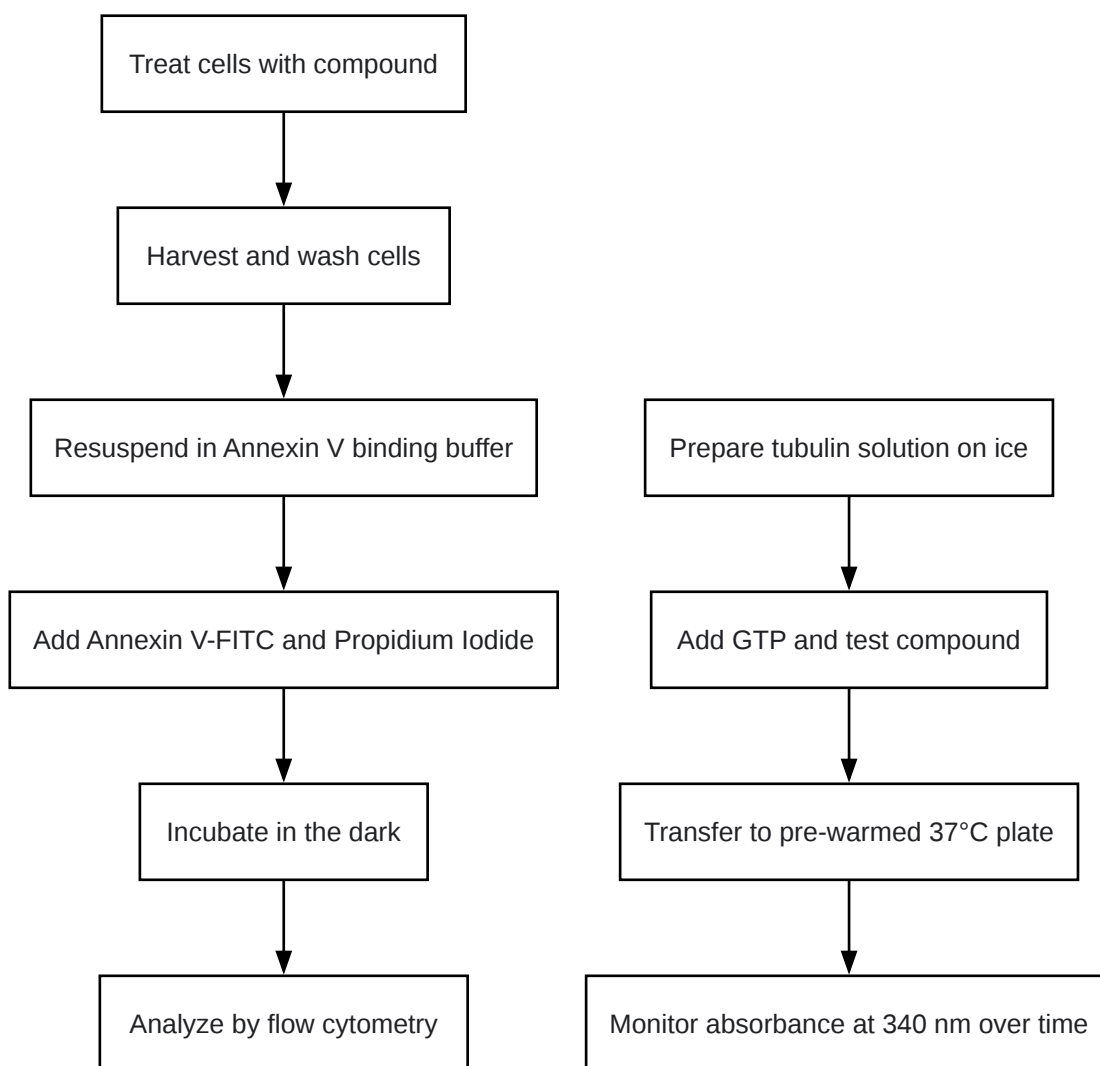 Treat cells with compound
Harvest and wash cells
Resuspend in Annexin V binding buffer
Add Annexin V-FITC and Propidium Iodide
Incubate in the dark
Analyze by flow cytometry
Prepare tubulin solution on ice
Add GTP and test compound
Transfer to pre-warmed 37°C plate
Monitor absorbance at 340 nm over time